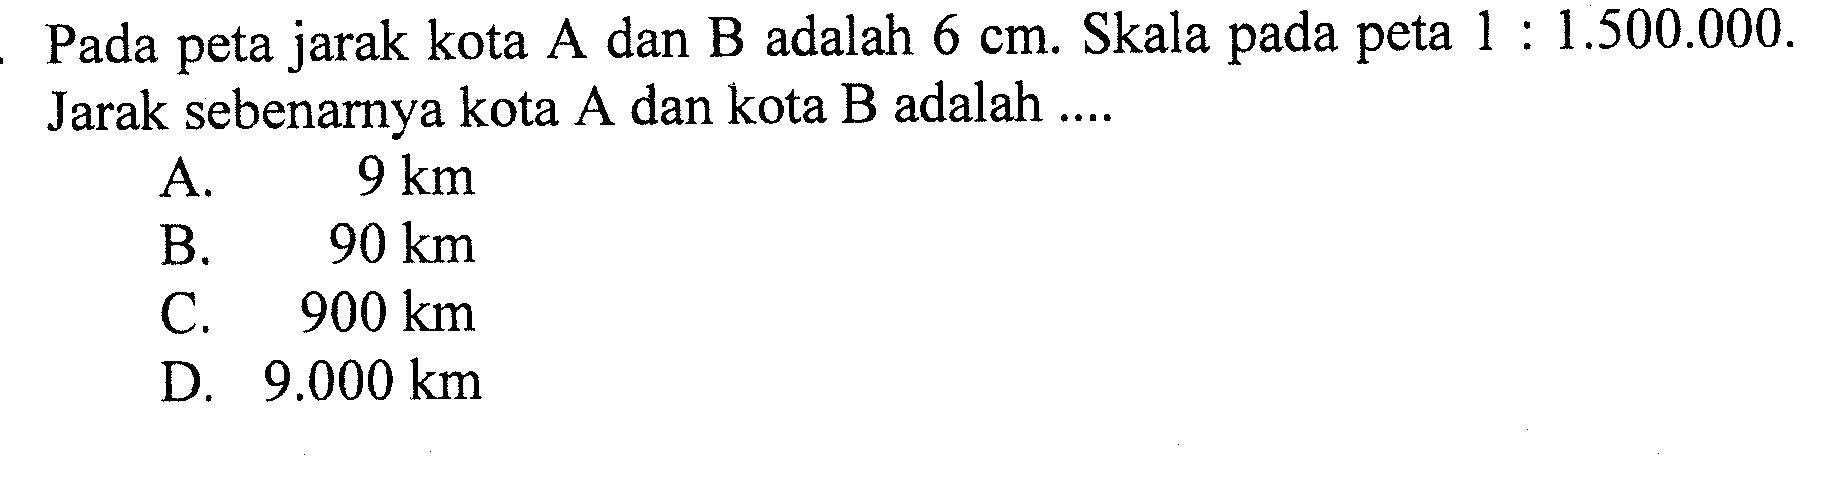 . Pada peta jarak kota A dan B adalah 6 cm. Skala pada peta 1 : 1.500.000.
Jarak sebenarnya kota A dan kota B adalah ....
A. 9 km
B. 90 km
C. 900 km
D. 9.000 km